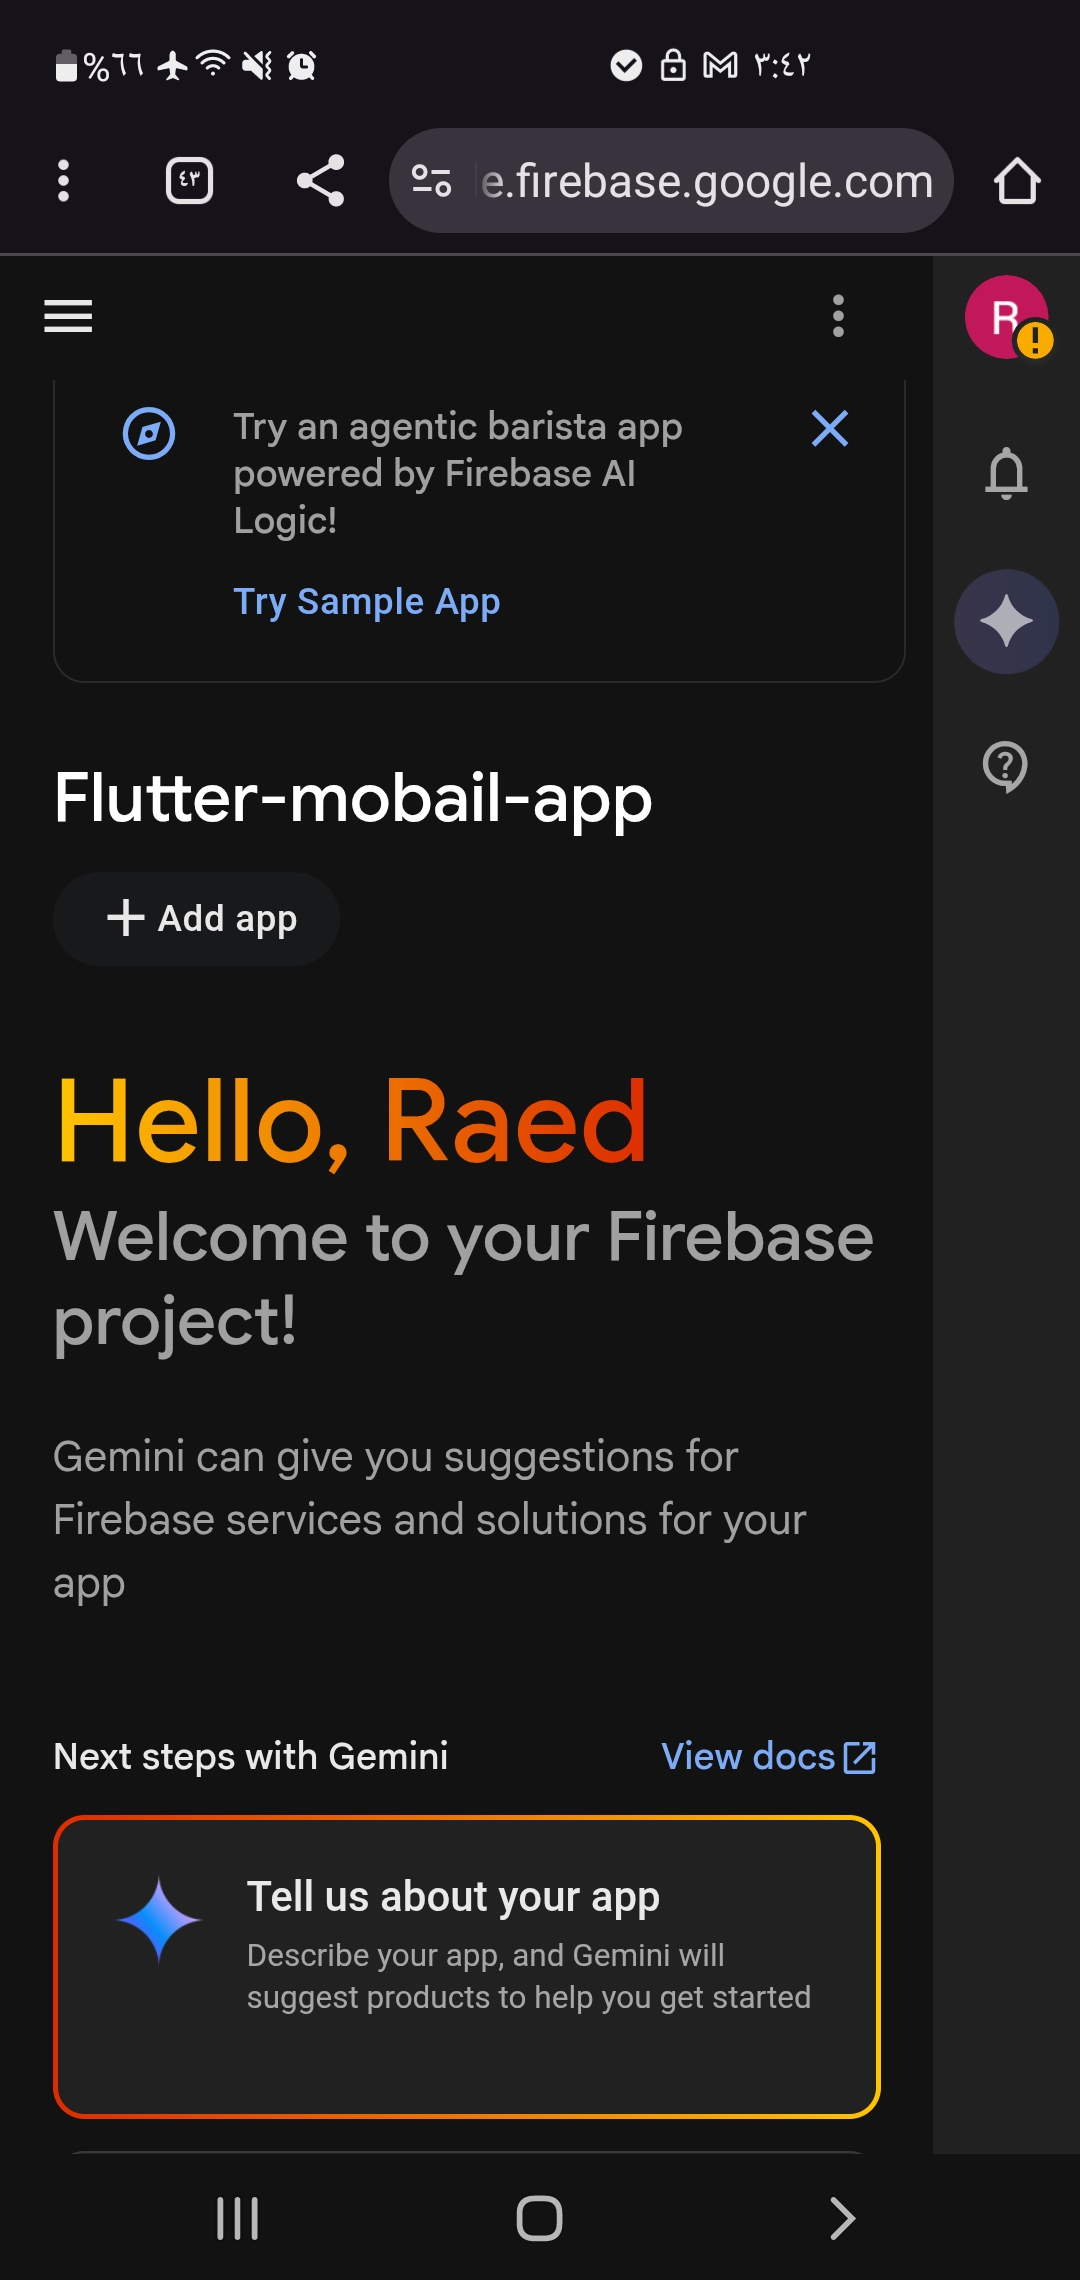 %٦٦
٣:٤٢
٤٣
e.firebase.google.com
R
Try an agentic barista app
powered by Firebase AI
Logic!
Try Sample App
Flutter-mobail-app
+ Add app
Hello, Raed
Welcome to your Firebase
project!
Gemini can give you suggestions for
Firebase services and solutions for your
app
Next steps with Gemini
View docs
Tell us about your app
Describe your app, and Gemini will
suggest products to help you get started